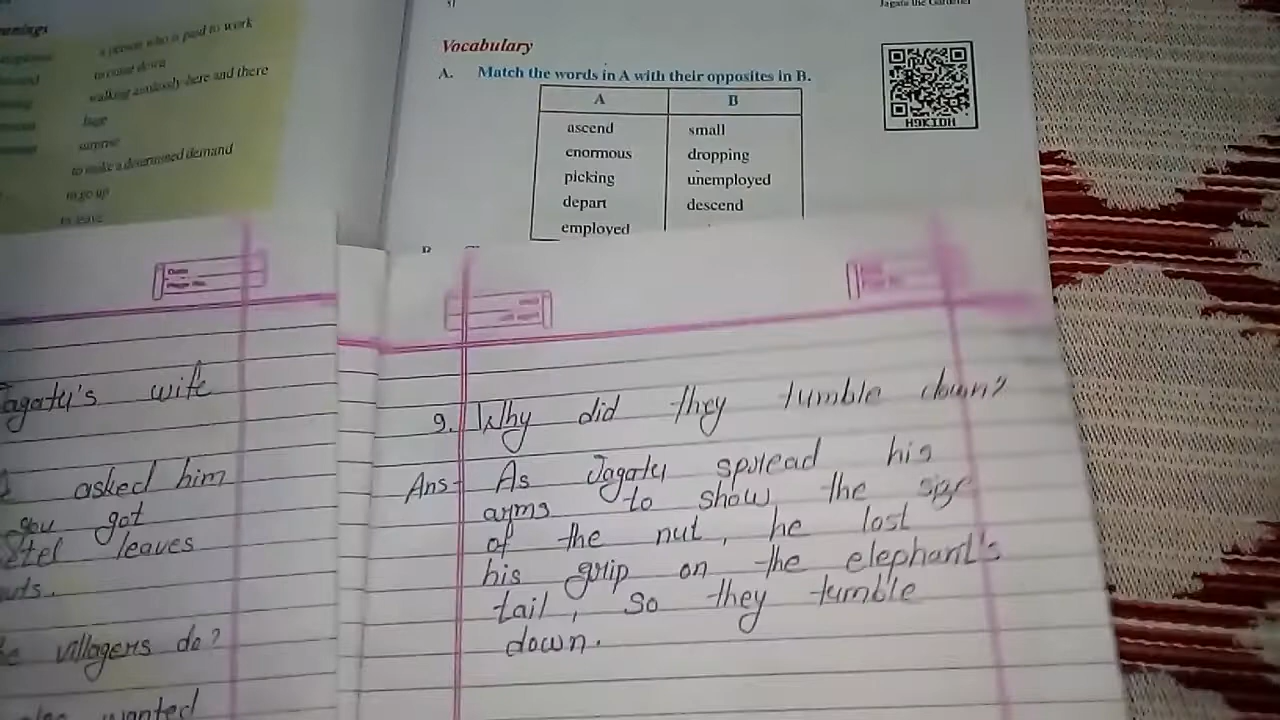 a person who is paid to work
to come down
walking aimlessly here and there
huge
surprise
to make a determined demand
to go up
to leave
Jagatu the
Vocabulary
A. Match the words in A with their opposites in B.
A B
ascend small
enormous dropping
picking unemployed
depart descend
employed
H9KIDH
Jagatu's wife
asked him
you got
leaves
villagers do?
wanted
9. Why did they tumble down?
Ans- As Jagatu spread his
arms to show the size
of the nut, he lost
his grip on the elephant's
tail, so they tumble
down.